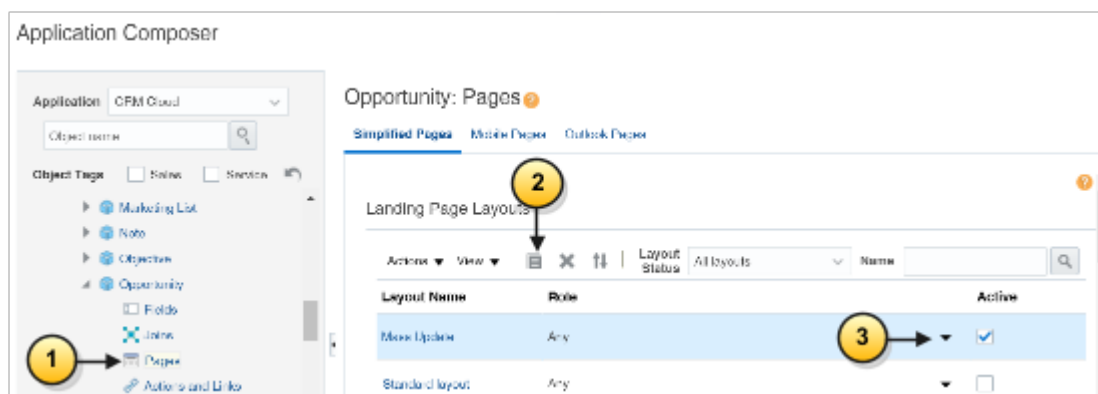 Application Composer
Application CRM Cloud
Object name
Object Tags Sales Service
Marketing List
Note
Objective
Opportunity
Fields
Joins
1
Pages
Actions and Links
Opportunity: Pages
Simplified Pages Mobile Pages Outlook Pages
2
Landing Page Layouts
Actions View Layout Status All layouts Name
Layout Name Role Active
Mass Update Any 3
Standard layout Any